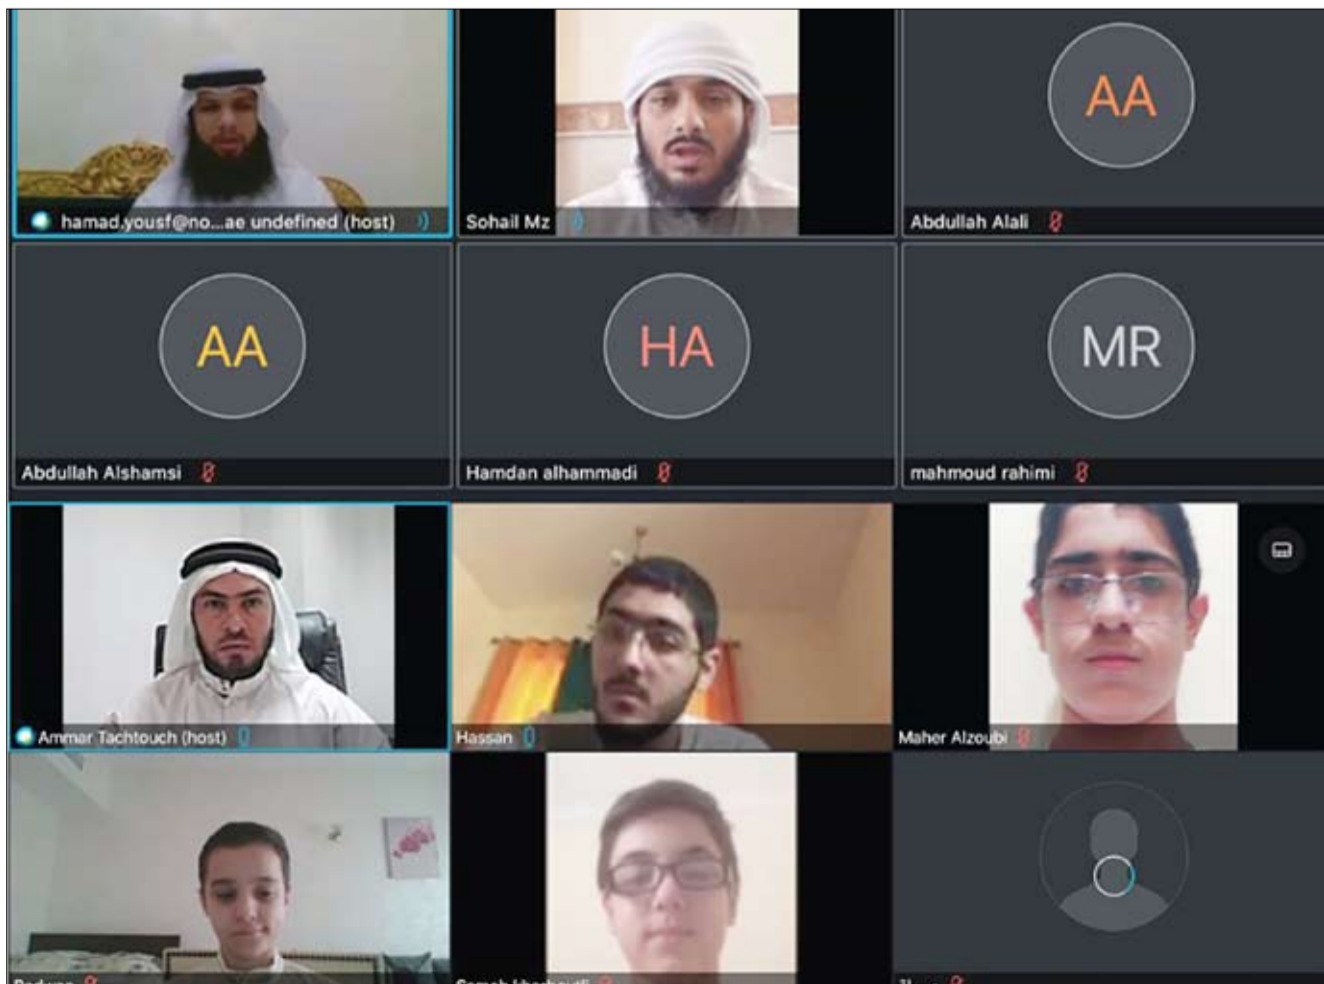 hamad.yousf@no...ae undefined (host)
Sohail Mz
AA
Abdullah Alali
AA
Abdullah Alshamsi
HA
Hamdan alhammadi
MR
mahmoud rahimi
Ammar Tachtouch (host)
Hassan
Maher Alzoubi